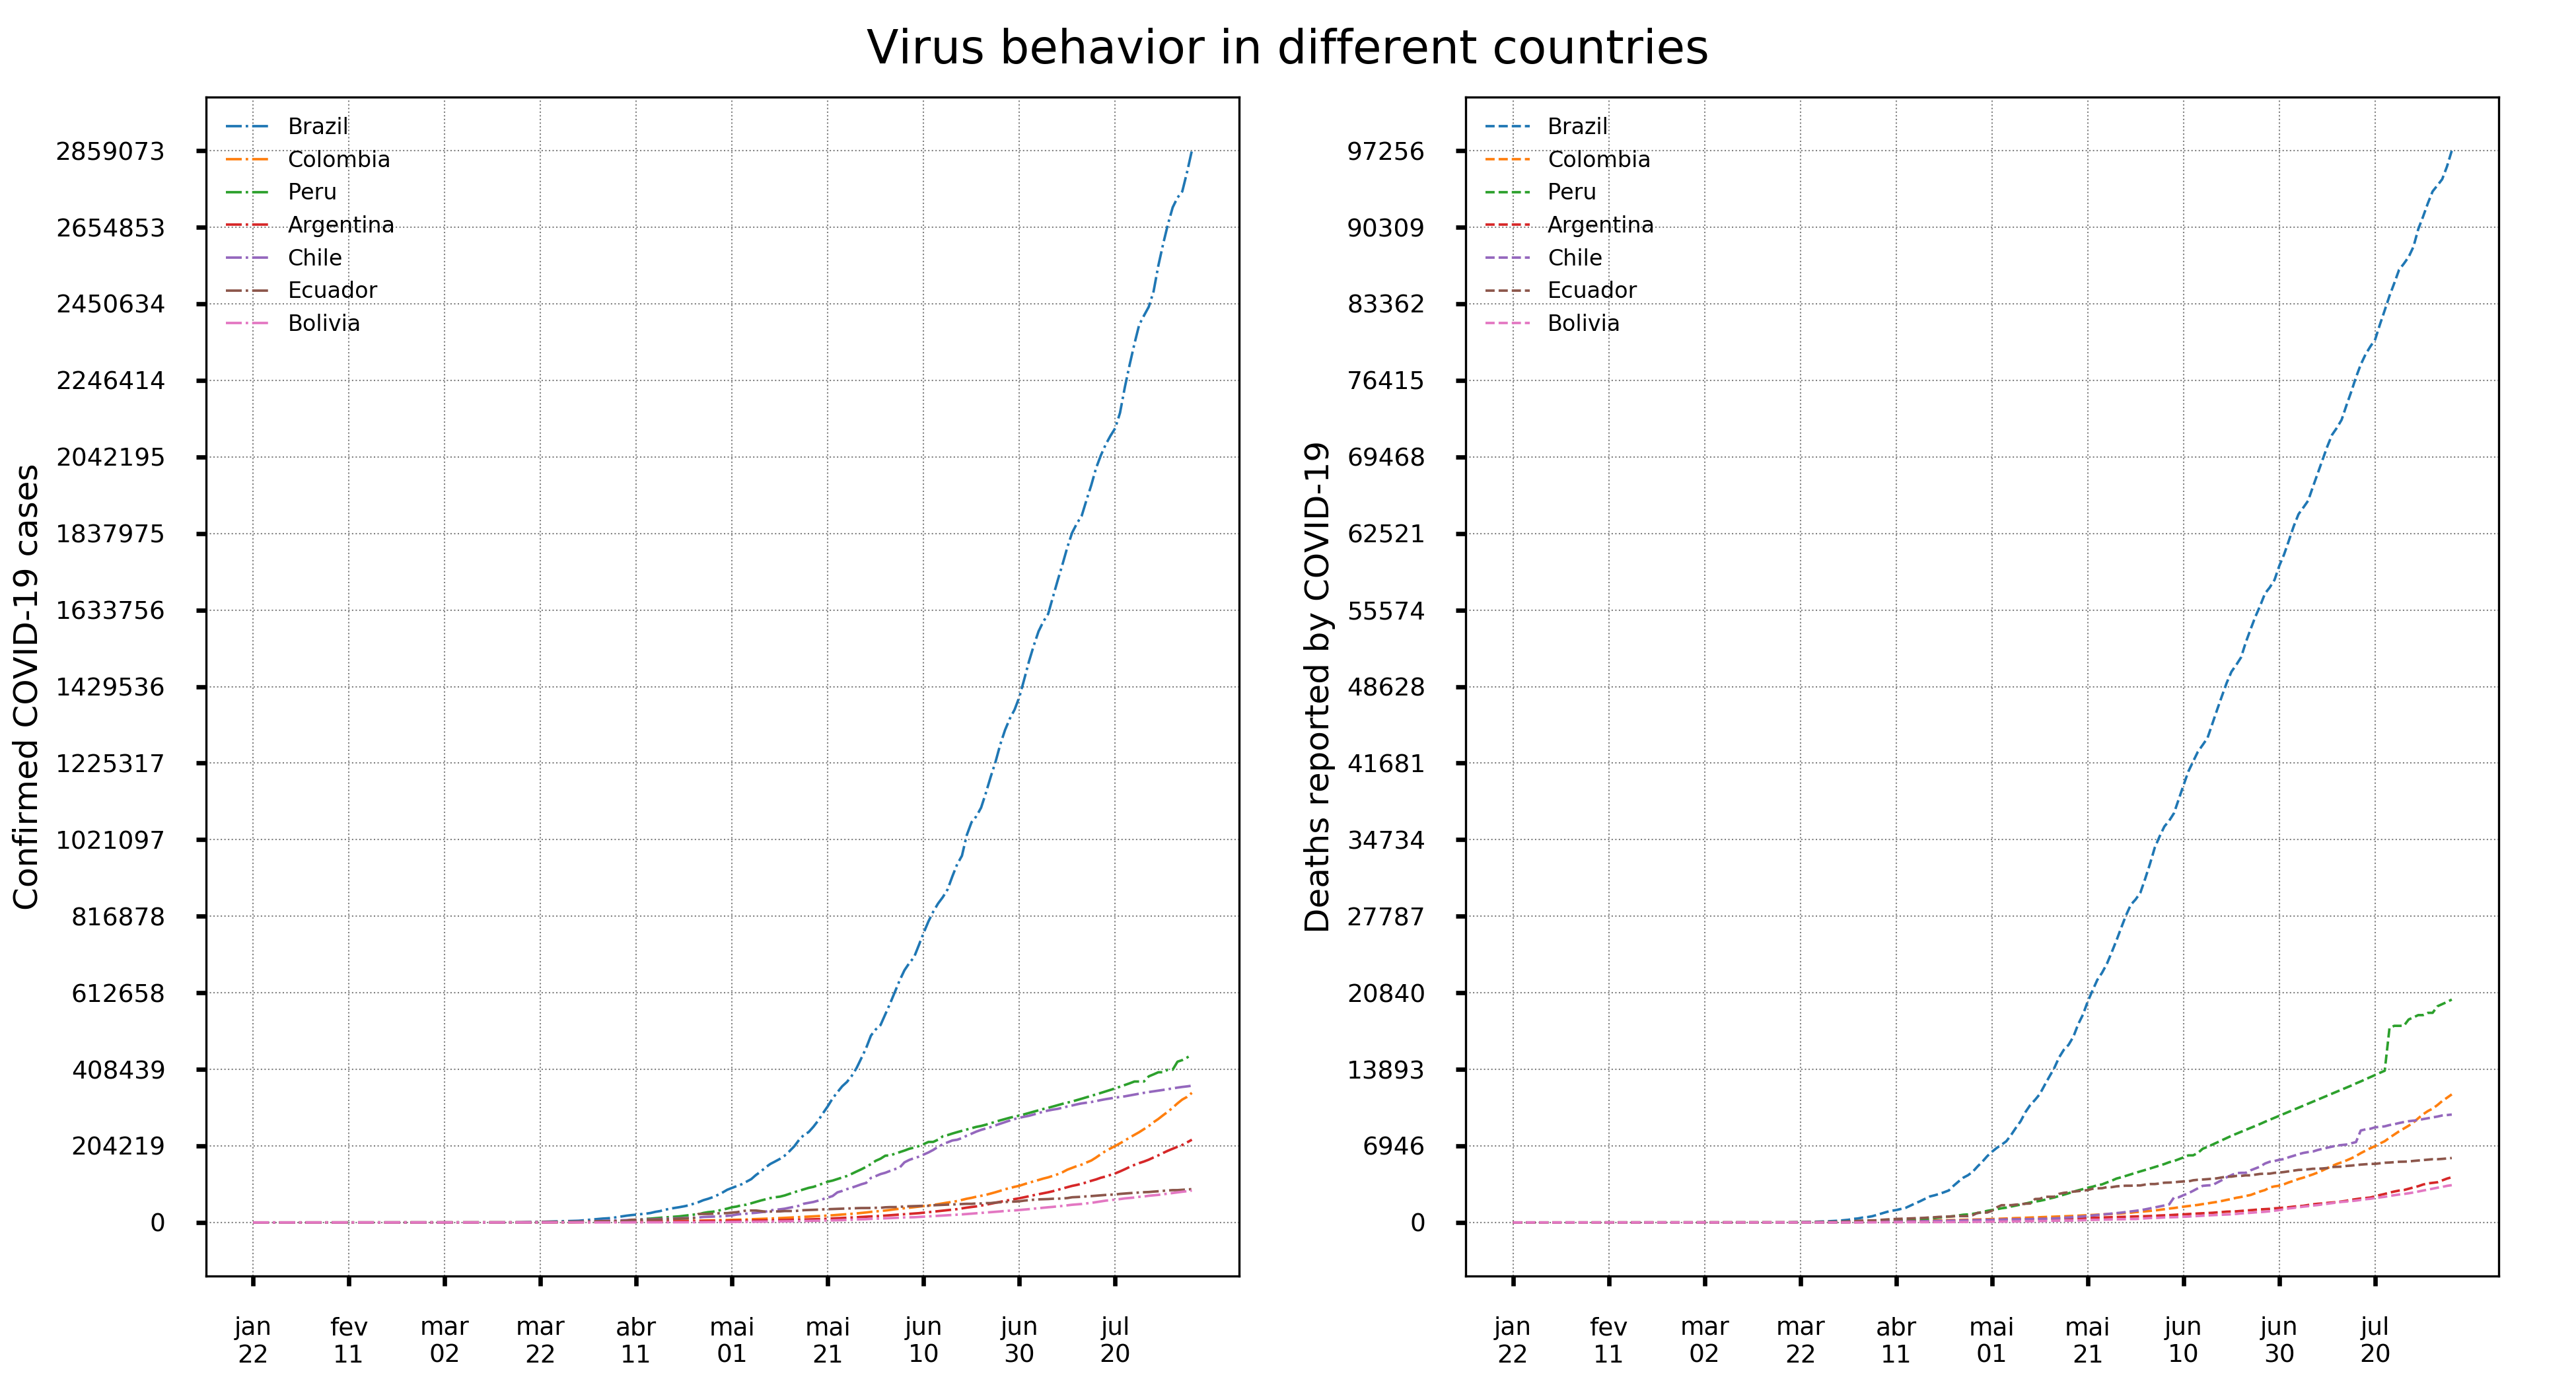 Virus behavior in different countries
Confirmed COVID-19 cases
2859073
2654853
2450634
2246414
2042195
1837975
1633756
1429536
1225317
1021097
816878
612658
408439
204219
0
Brazil
Colombia
Peru
Argentina
Chile
Ecuador
Bolivia
jan fev mar mar abr mai mai jun jun jul
22 11 02 22 11 01 21 10 30 20
Deaths reported by COVID-19
97256
90309
83362
76415
69468
62521
55574
48628
41681
34734
27787
20840
13893
6946
0
Brazil
Colombia
Peru
Argentina
Chile
Ecuador
Bolivia
jan fev mar mar abr mai mai jun jun jul
22 11 02 22 11 01 21 10 30 20